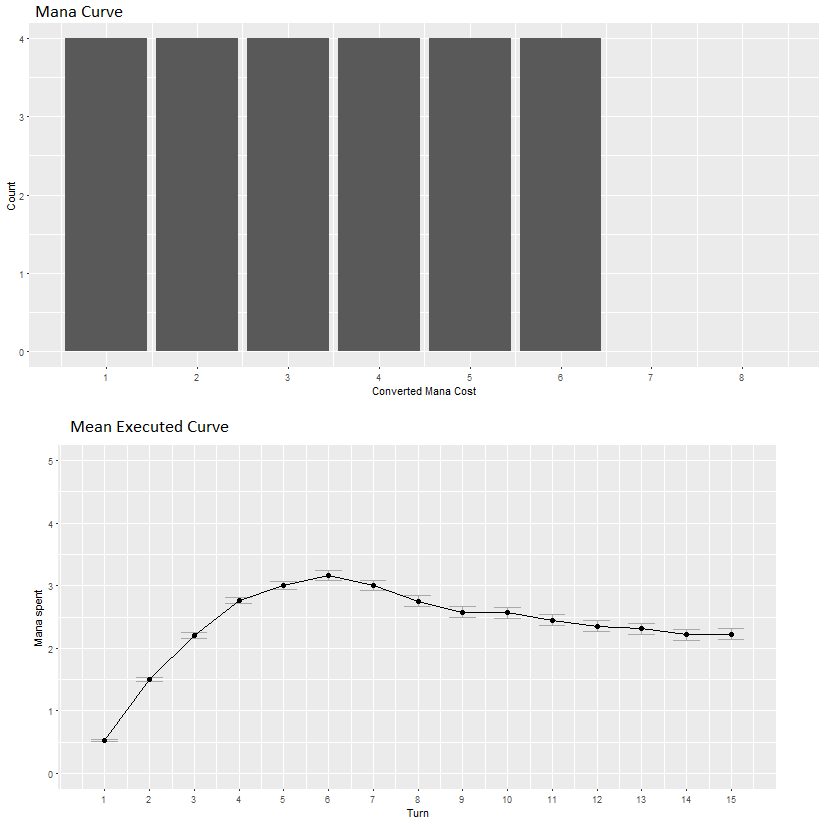 Mana Curve
4
3
2
1
0
Count
1 2 3 4 5 6 7 8
Converted Mana Cost
Mean Executed Curve
5
4
3
2
1
0
Mana spent
1 2 3 4 5 6 7 8 9 10 11 12 13 14 15
Turn